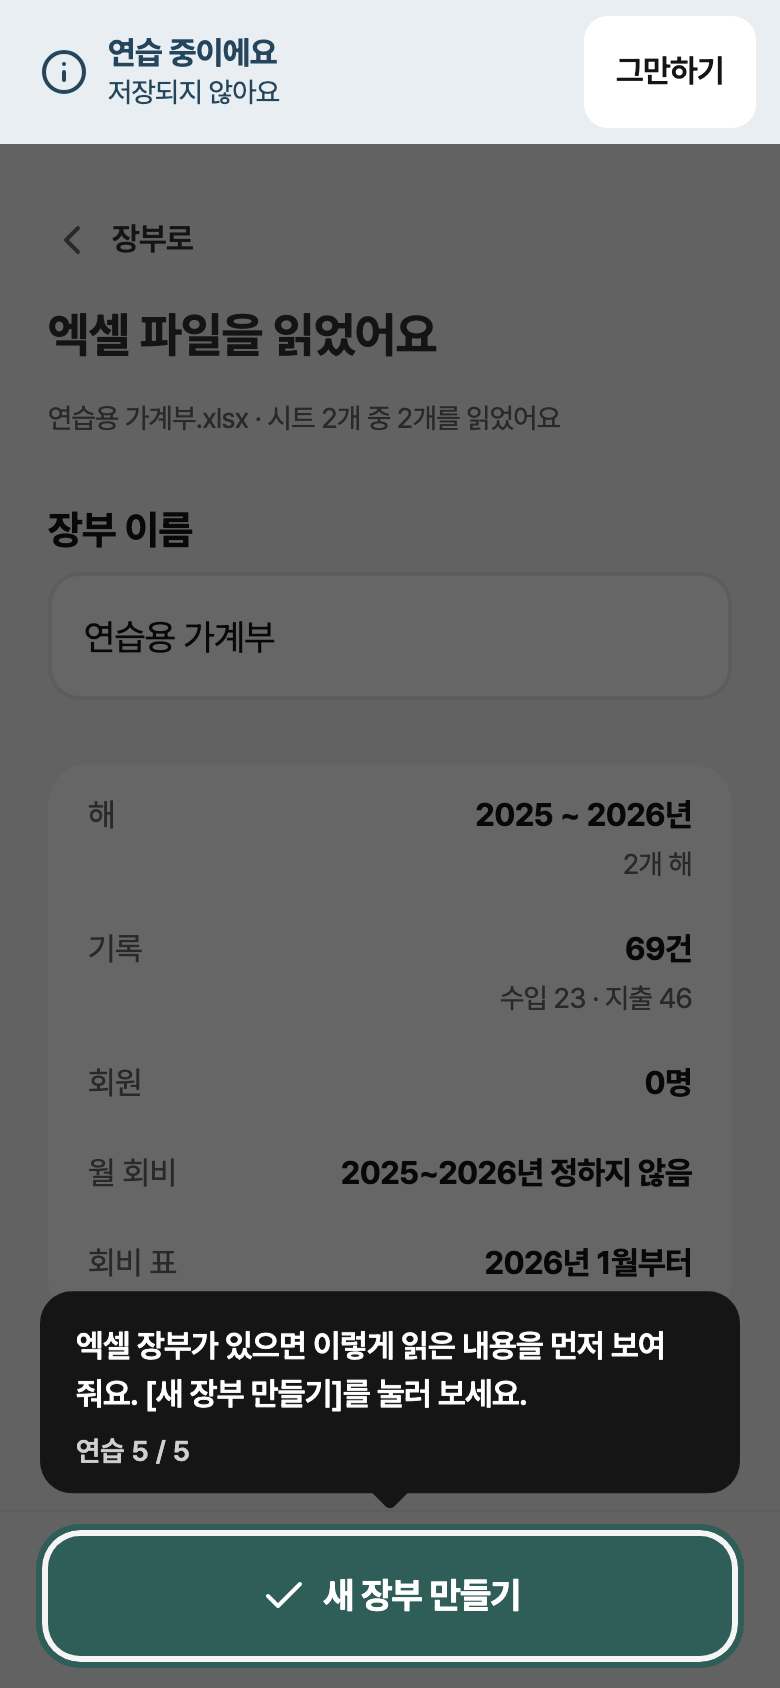 연습 중이에요
저장되지 않아요
그만하기
장부로
엑셀 파일을 읽었어요
연습용 가계부.xlsx · 시트 2개 중 2개를 읽었어요
장부 이름
연습용 가계부
해 2025 ~ 2026년
2개 해
기록 69건
수입 23 · 지출 46
회원 0명
월 회비 2025~2026년 정하지 않음
회비 표 2026년 1월부터
엑셀 장부가 있으면 이렇게 읽은 내용을 먼저 보여
줘요. [새 장부 만들기]를 눌러 보세요.
연습 5 / 5
새 장부 만들기